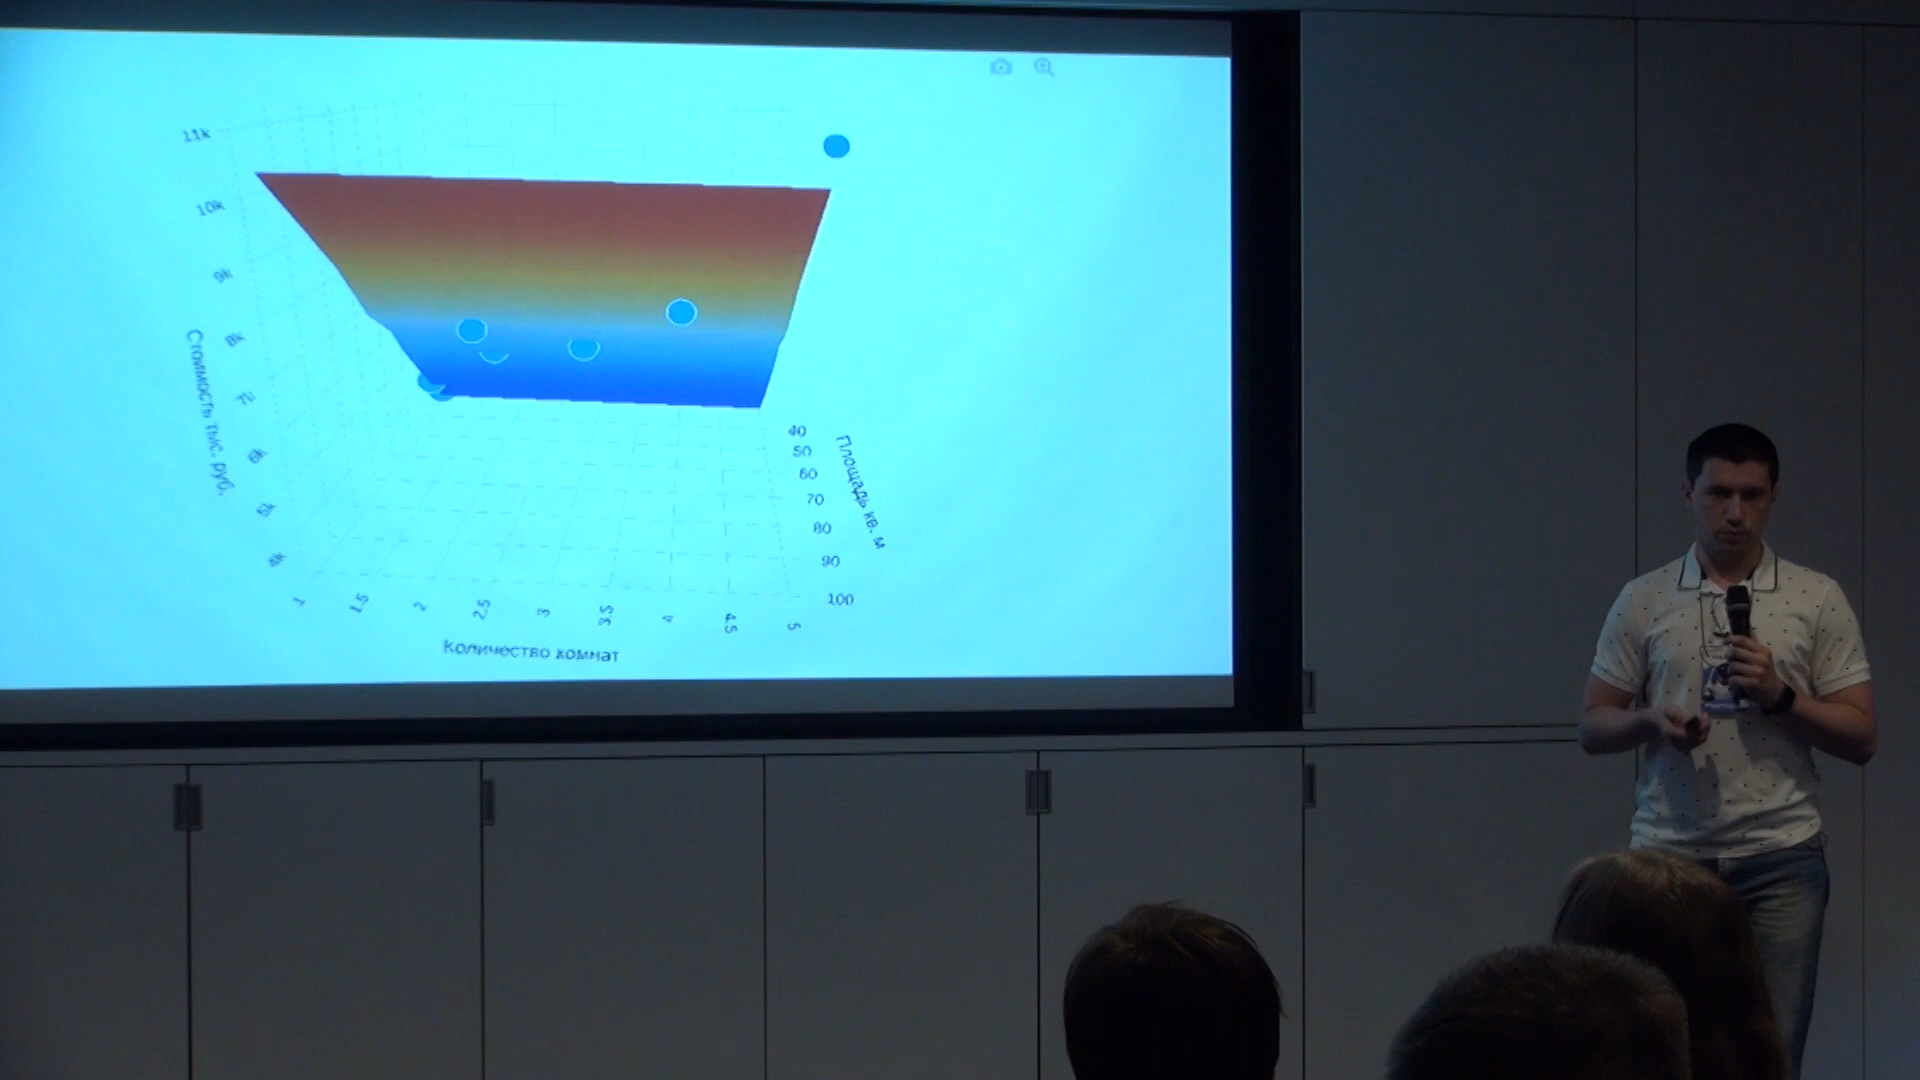 11k
10k
9k
8k
7k
6k
5k
4k
Стоимость тыс. руб.
1
1.5
2
2.5
3
3.5
4
4.5
5
Количество комнат
40
50
60
70
80
90
100
Площадь кв. м